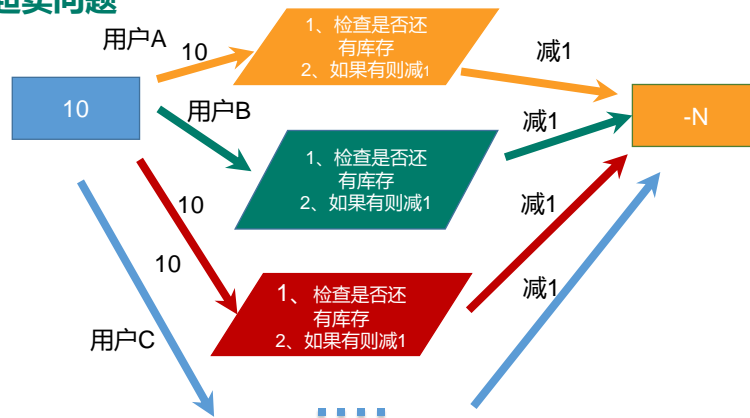 超卖问题
用户A
10
1、检查是否还
有库存
2、如果有则减1
减1
10
用户B
1、检查是否还
有库存
2、如果有则减1
减1
-N
10
10
1、检查是否还
有库存
2、如果有则减1
减1
用户C
减1